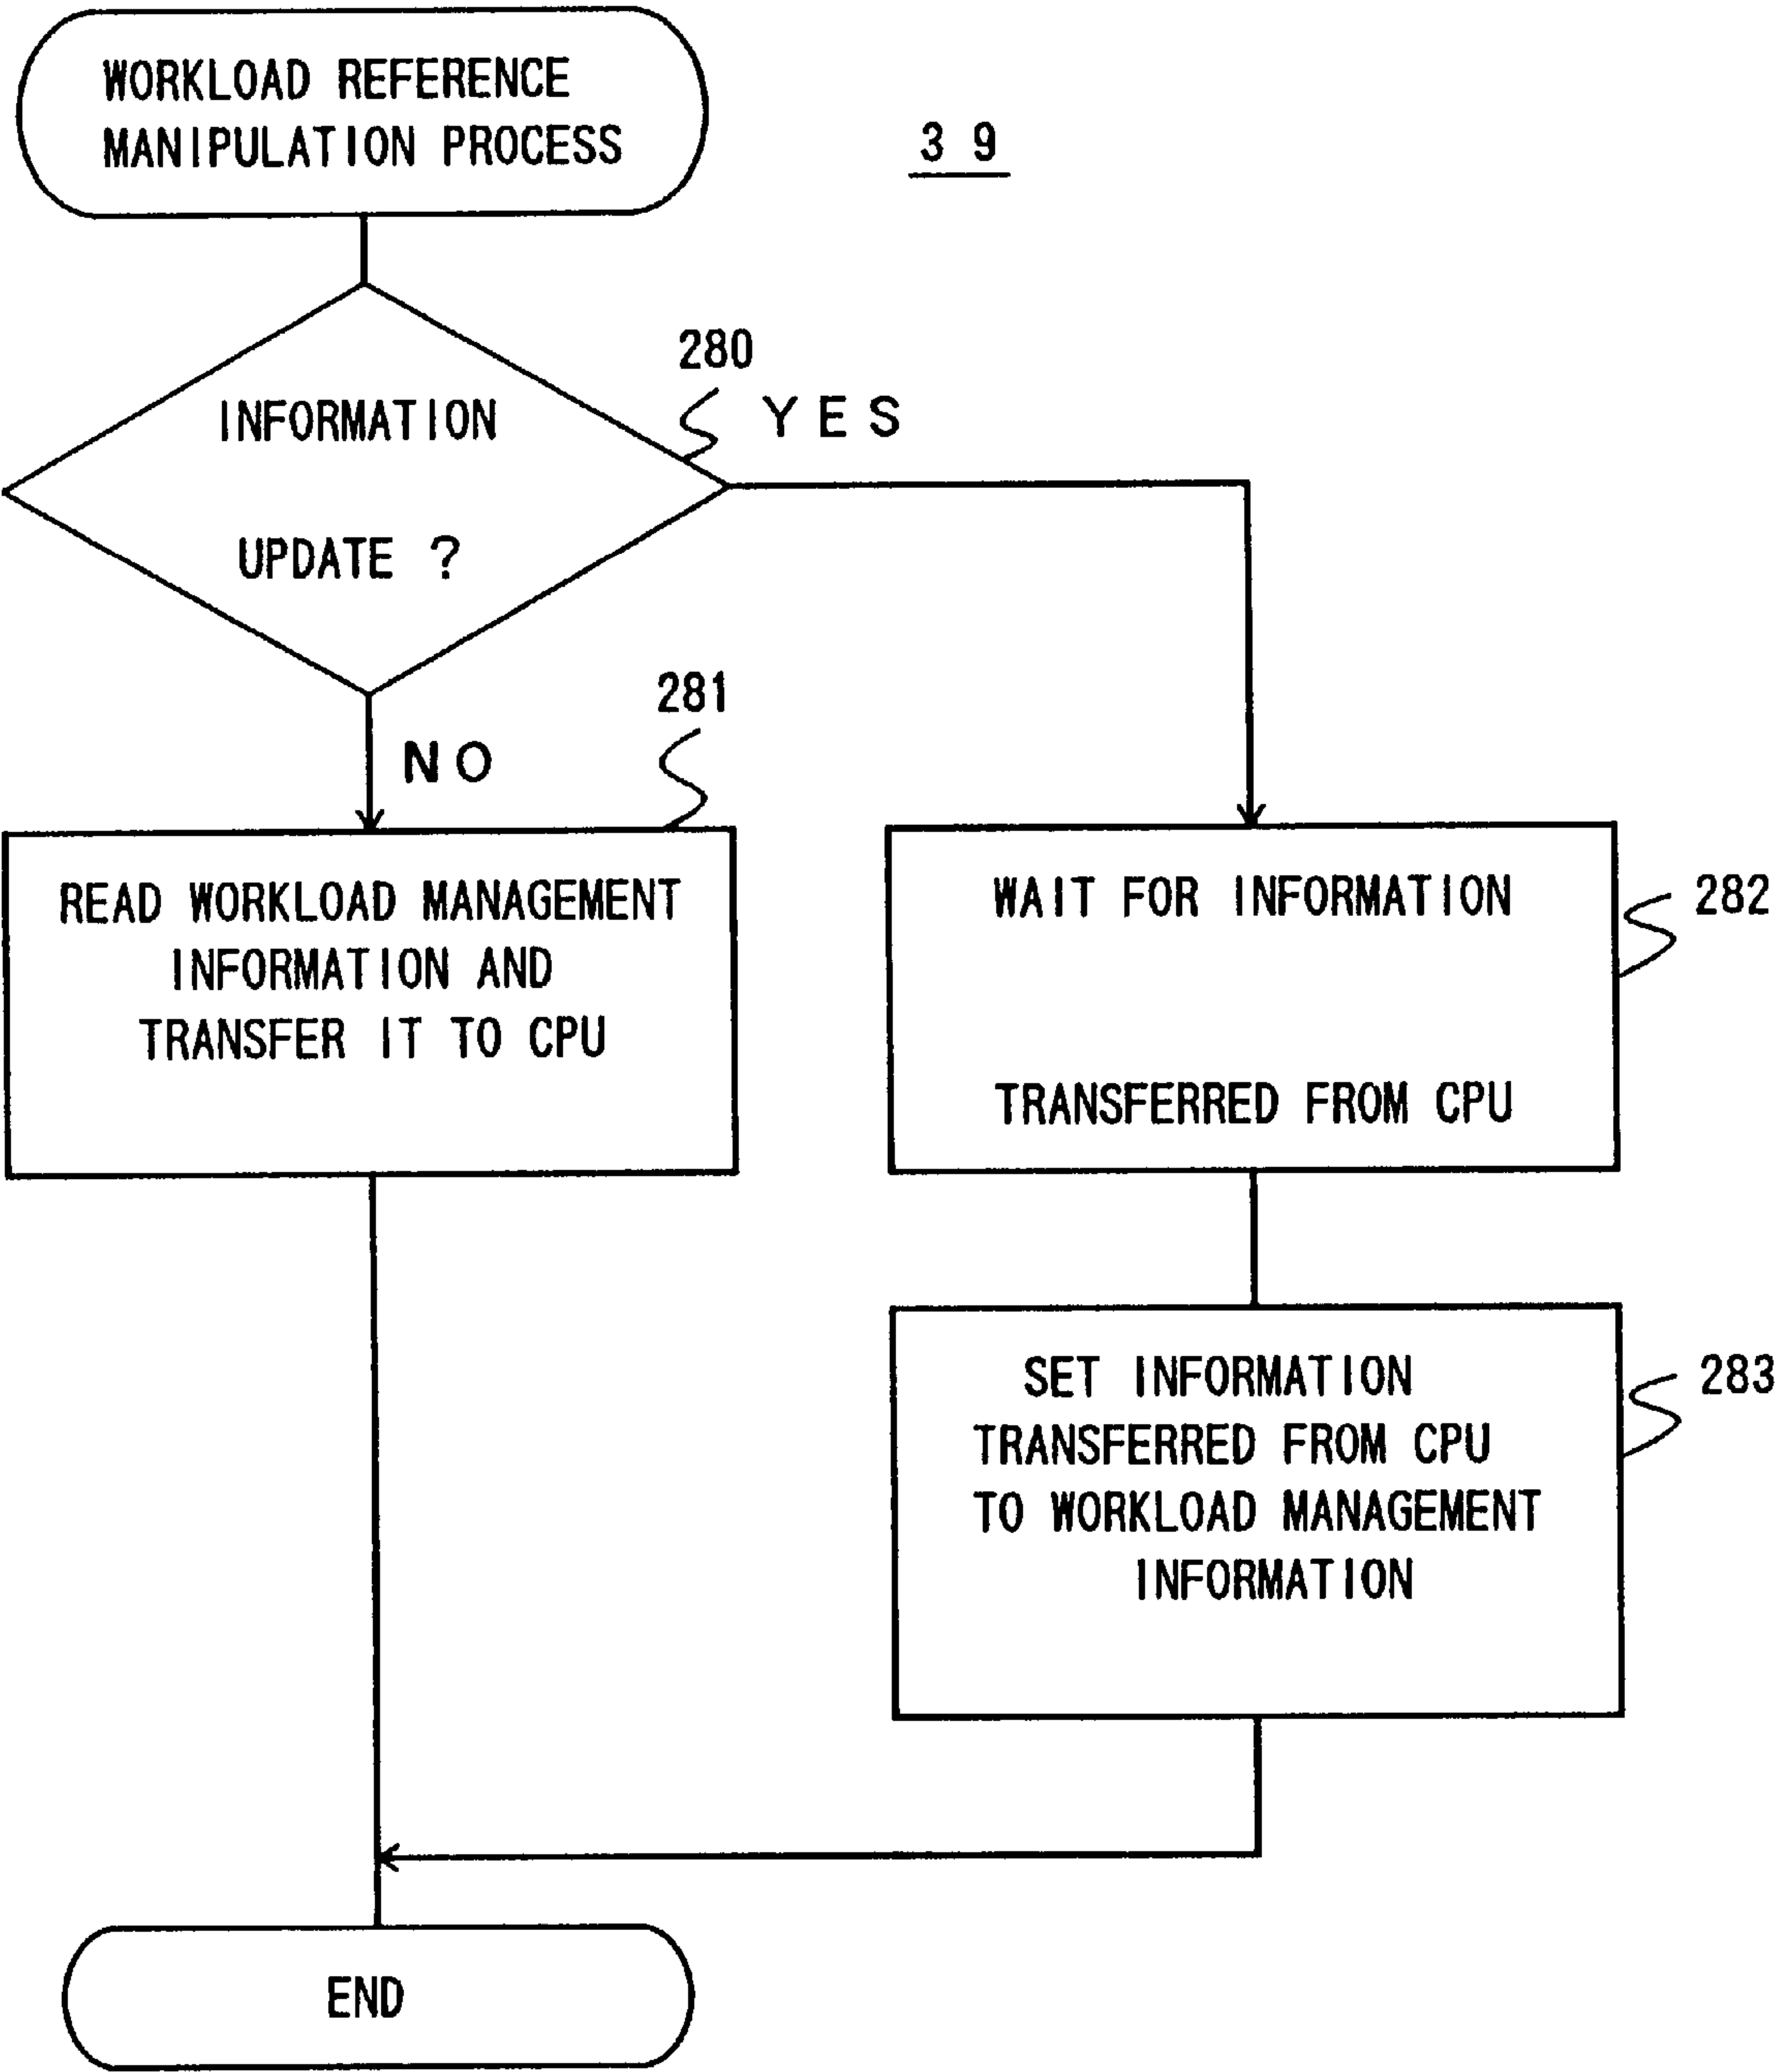 WORKLOAD REFERENCE
MANIPULATION PROCESS
3 9
280
YES
INFORMATION
UPDATE ?
281
NO
READ WORKLOAD MANAGEMENT
INFORMATION AND
TRANSFER IT TO CPU
WAIT FOR INFORMATION
TRANSFERRED FROM CPU
282
SET INFORMATION
TRANSFERRED FROM CPU
TO WORKLOAD MANAGEMENT
INFORMATION
283
END